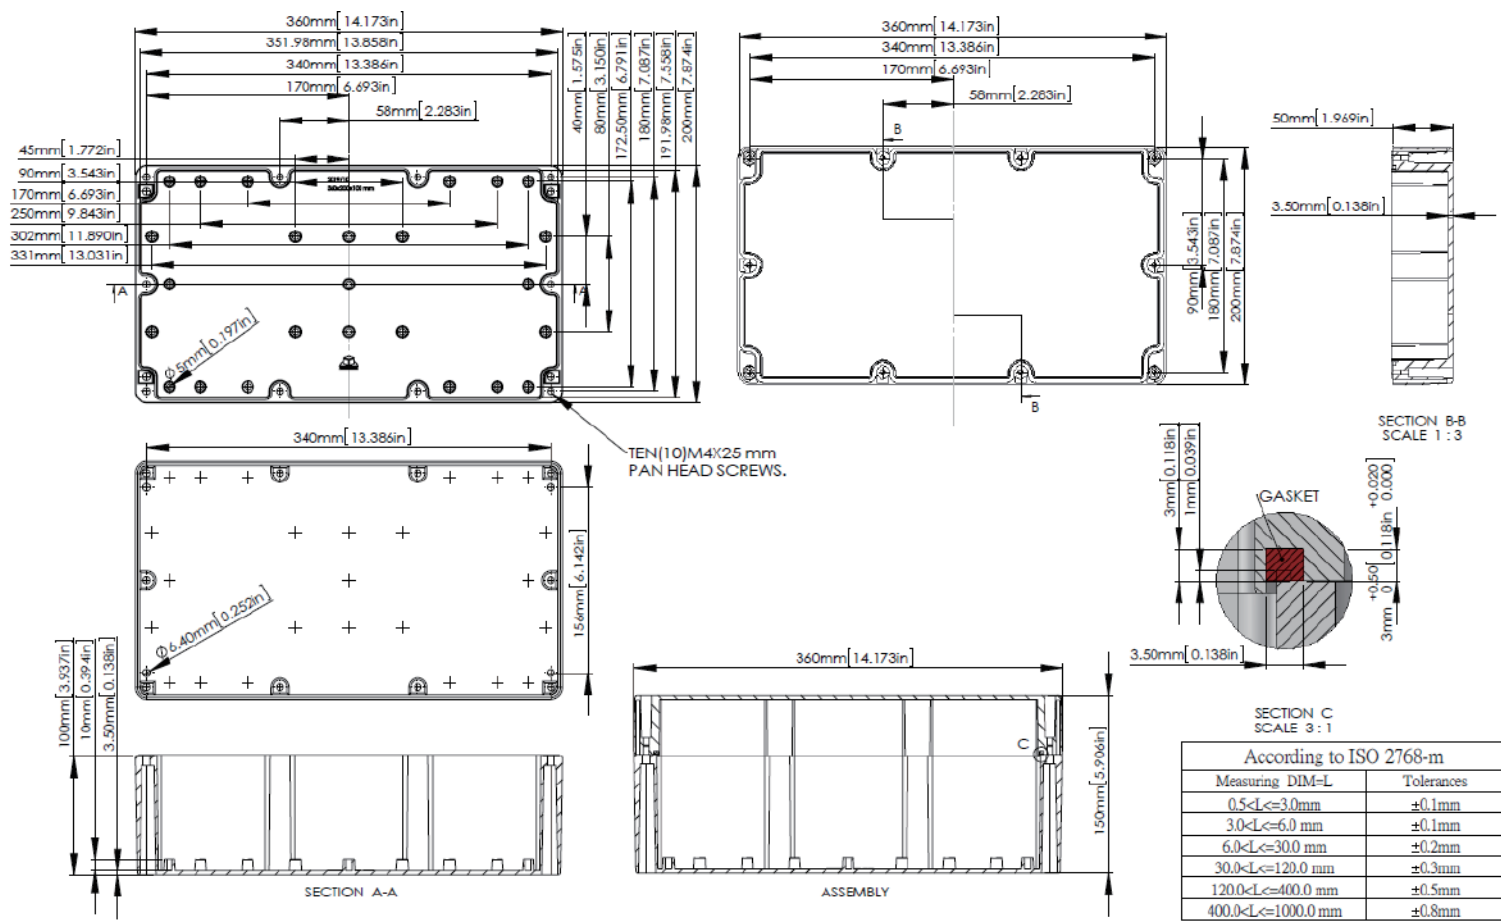 360mm[14.173in]
351.98mm[13.858in]
340mm[13.386in]
170mm[6.693in]
58mm[2.283in]
45mm[1.772in]
90mm[3.543in]
170mm[6.693in]
250mm[9.843in]
302mm[11.890in]
331mm[13.031in]
40mm[1.575in]
80mm[3.150in]
172.50mm[6.791in]
180mm[7.087in]
191.98mm[7.558in]
200mm[7.874in]
A
A
Φ5mm[0.197in]
TEN(10)M4X25 mm
PAN HEAD SCREWS.
360mm[14.173in]
340mm[13.386in]
170mm[6.693in]
58mm[2.283in]
B
B
90mm[3.543in]
180mm[7.087in]
200mm[7.874in]
50mm[1.969in]
3.50mm[0.138in]
SECTION B-B
SCALE 1 : 3
340mm[13.386in]
156mm[6.142in]
Φ6.40mm[0.252in]
100mm[3.937in]
10mm[0.394in]
3.50mm[0.138in]
SECTION A-A
360mm[14.173in]
150mm[5.906in]
C
ASSEMBLY
3mm[0.118in]
1mm[0.039in]
GASKET
3mm +0.50 0 [0.118in +0.020 0.000]
3.50mm[0.138in]
SECTION C
SCALE 3 : 1
According to ISO 2768-m
Measuring DIM=L Tolerances
0.5<L<=3.0mm ±0.1mm
3.0<L<=6.0 mm ±0.1mm
6.0<L<=30.0 mm ±0.2mm
30.0<L<=120.0 mm ±0.3mm
120.0<L<=400.0 mm ±0.5mm
400.0<L<=1000.0 mm ±0.8mm